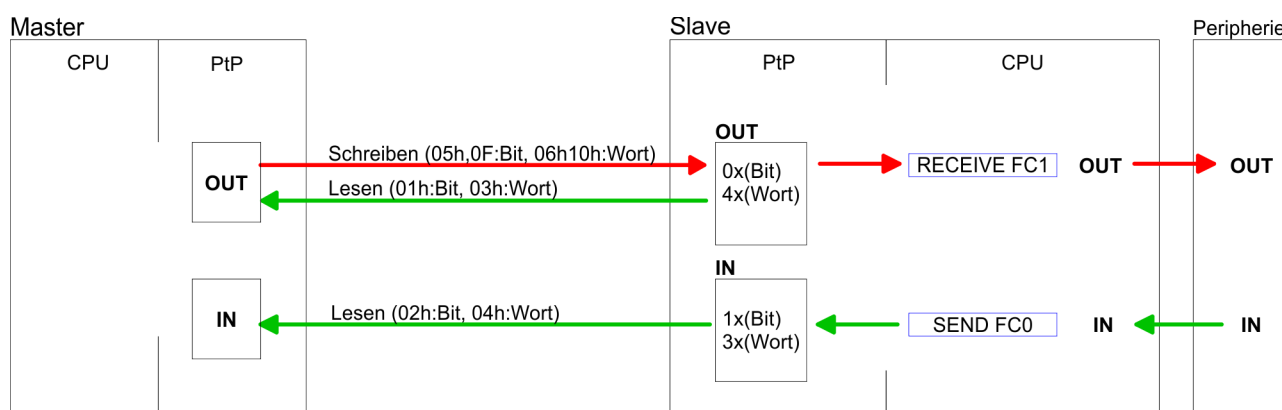 Master
Slave
Peripherie
CPU
PtP
PtP
CPU
OUT
Schreiben (05h,0F:Bit, 06h10h:Wort)
RECEIVE FC1
OUT
OUT
0x(Bit)
OUT
Lesen (01h:Bit, 03h:Wort)
4x(Wort)
IN
Lesen (02h:Bit, 04h:Wort)
IN
1x(Bit)
SEND FC0
IN
IN
3x(Wort)